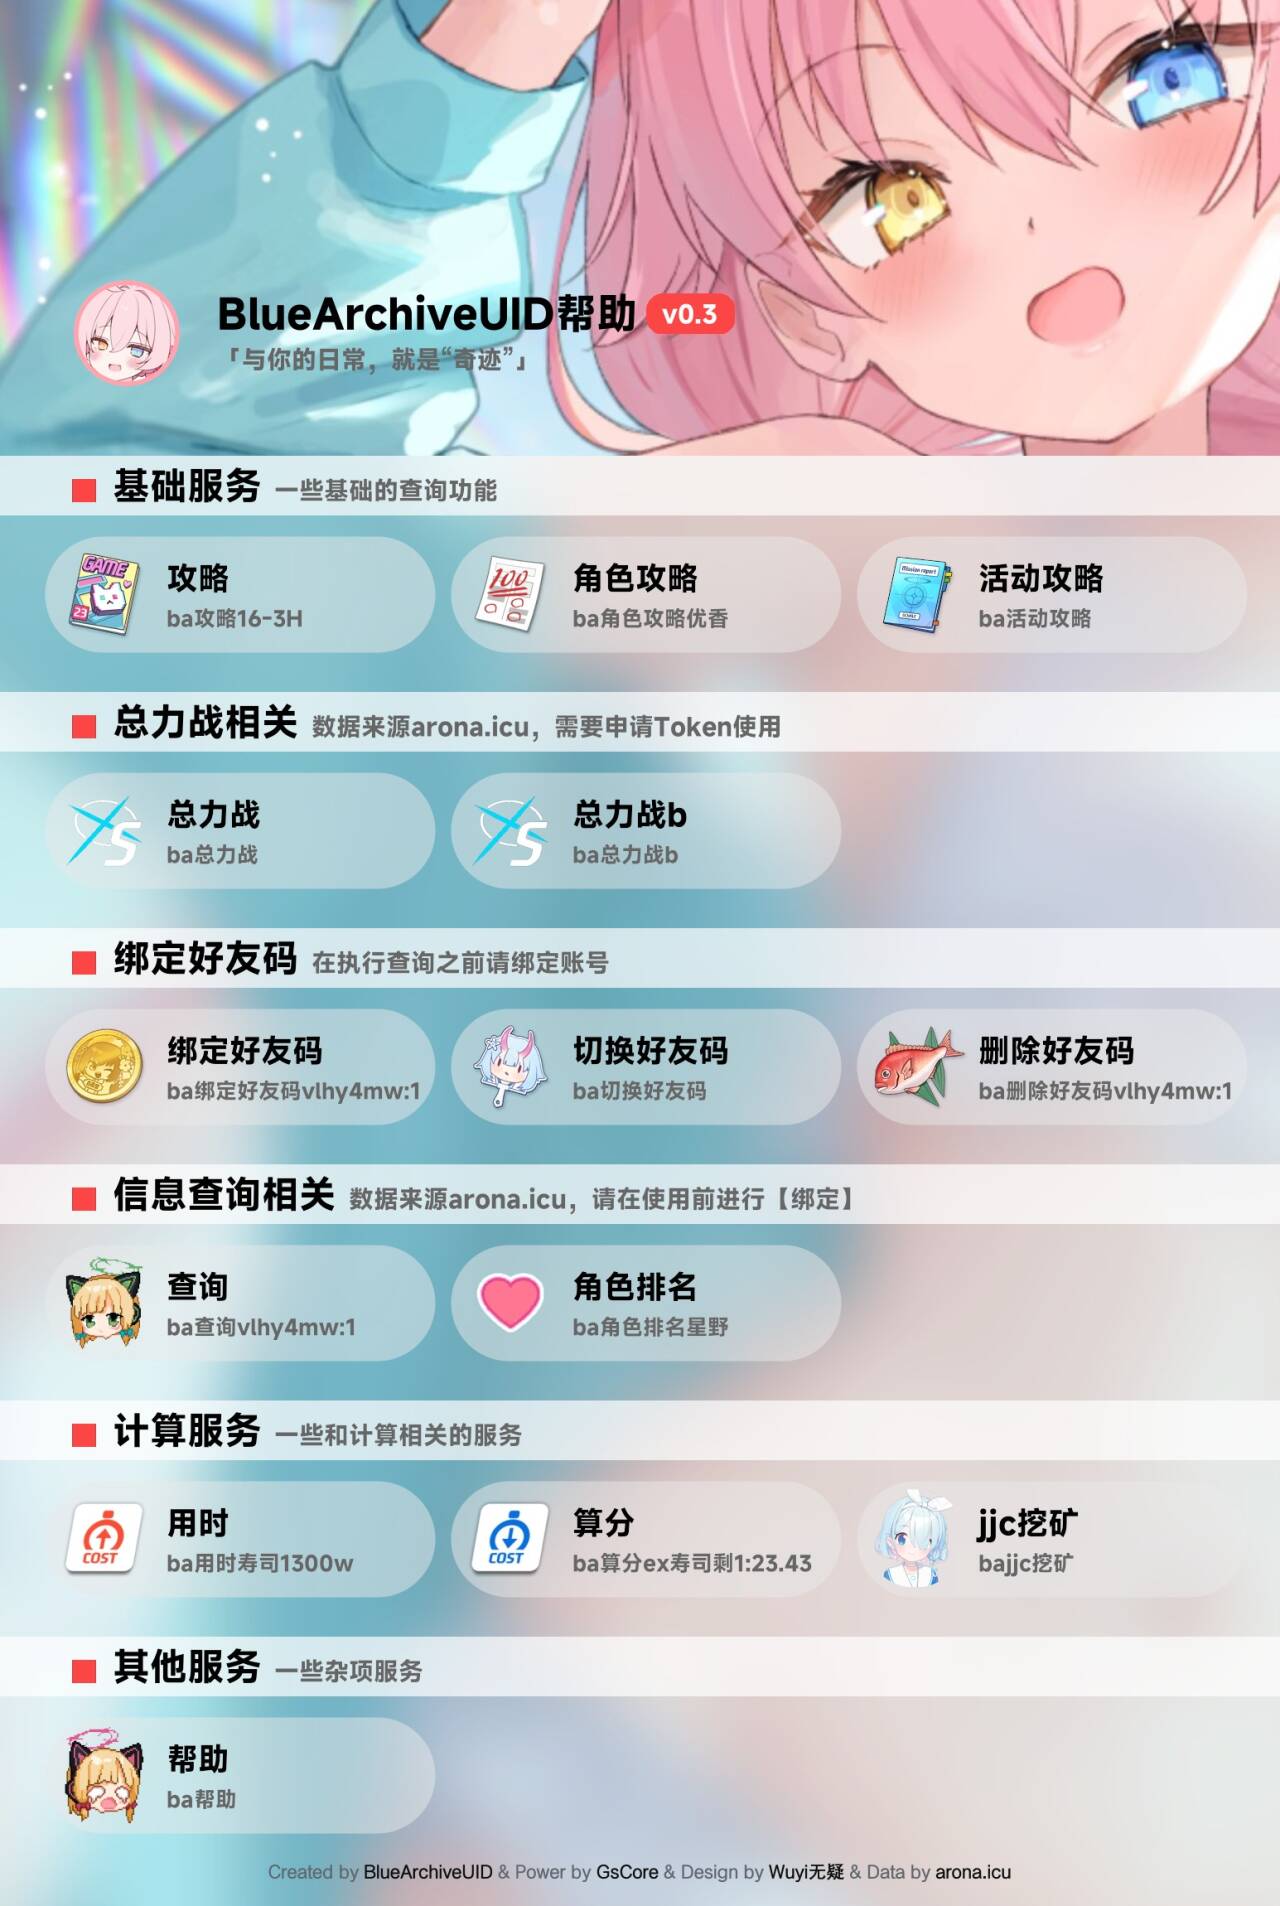 BlueArchiveUID帮助 v0.3
「与你的日常，就是“奇迹”」
基础服务 一些基础的查询功能
GAME
23
攻略
ba攻略16-3H
100
角色攻略
ba角色攻略优香
Mission report
活动攻略
ba活动攻略
总力战相关 数据来源arona.icu，需要申请Token使用
S
总力战
ba总力战
S
总力战b
ba总力战b
绑定好友码 在执行查询之前请绑定账号
绑定好友码
ba绑定好友码vlhy4mw:1
切换好友码
ba切换好友码
删除好友码
ba删除好友码vlhy4mw:1
信息查询相关 数据来源arona.icu，请在使用前进行【绑定】
查询
ba查询vlhy4mw:1
角色排名
ba角色排名星野
计算服务 一些和计算相关的服务
COST
用时
ba用时寿司1300w
COST
算分
ba算分ex寿司剩1:23.43
jjc挖矿
bajjc挖矿
其他服务 一些杂项服务
帮助
ba帮助
Created by BlueArchiveUID & Power by GsCore & Design by Wuyi无疑 & Data by arona.icu